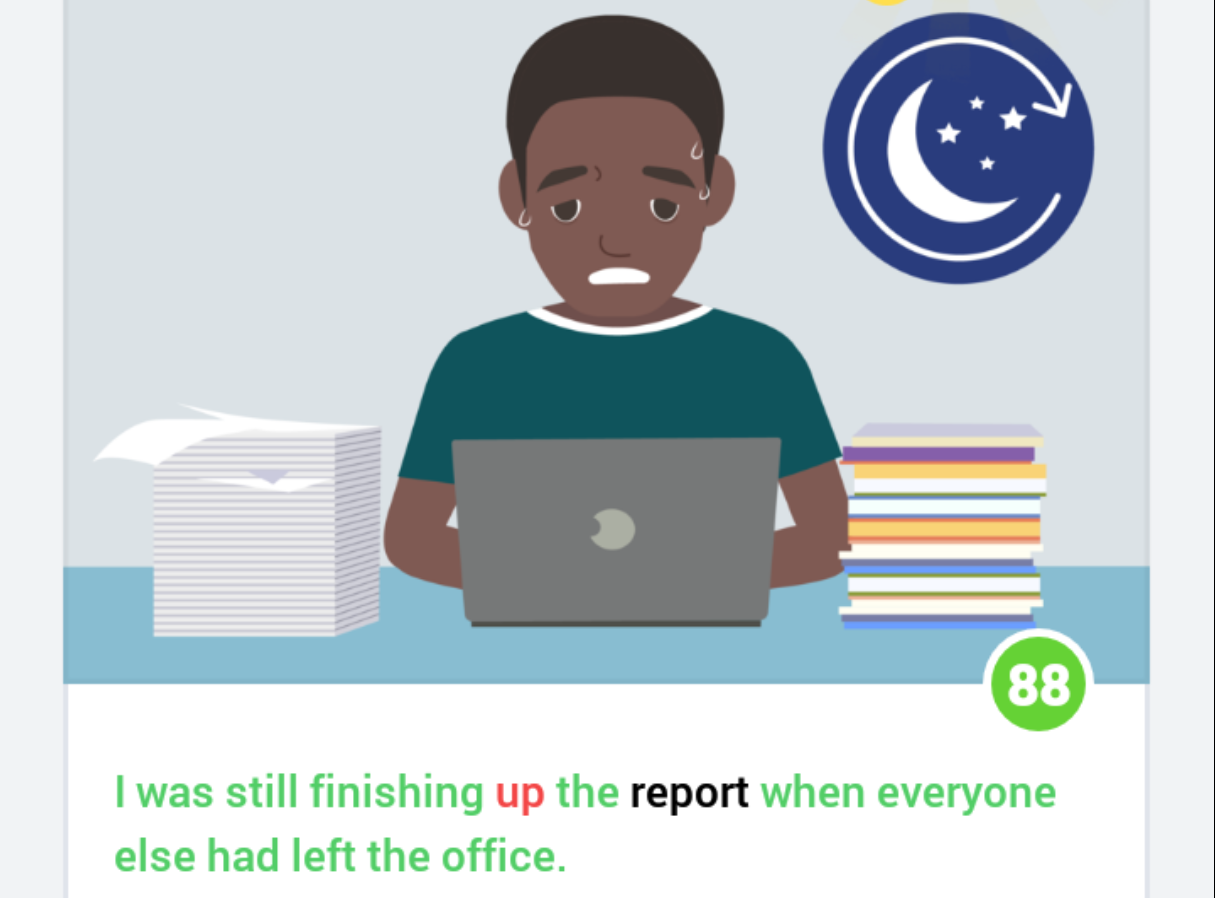 88
I was still finishing up the report when everyone
else had left the office.